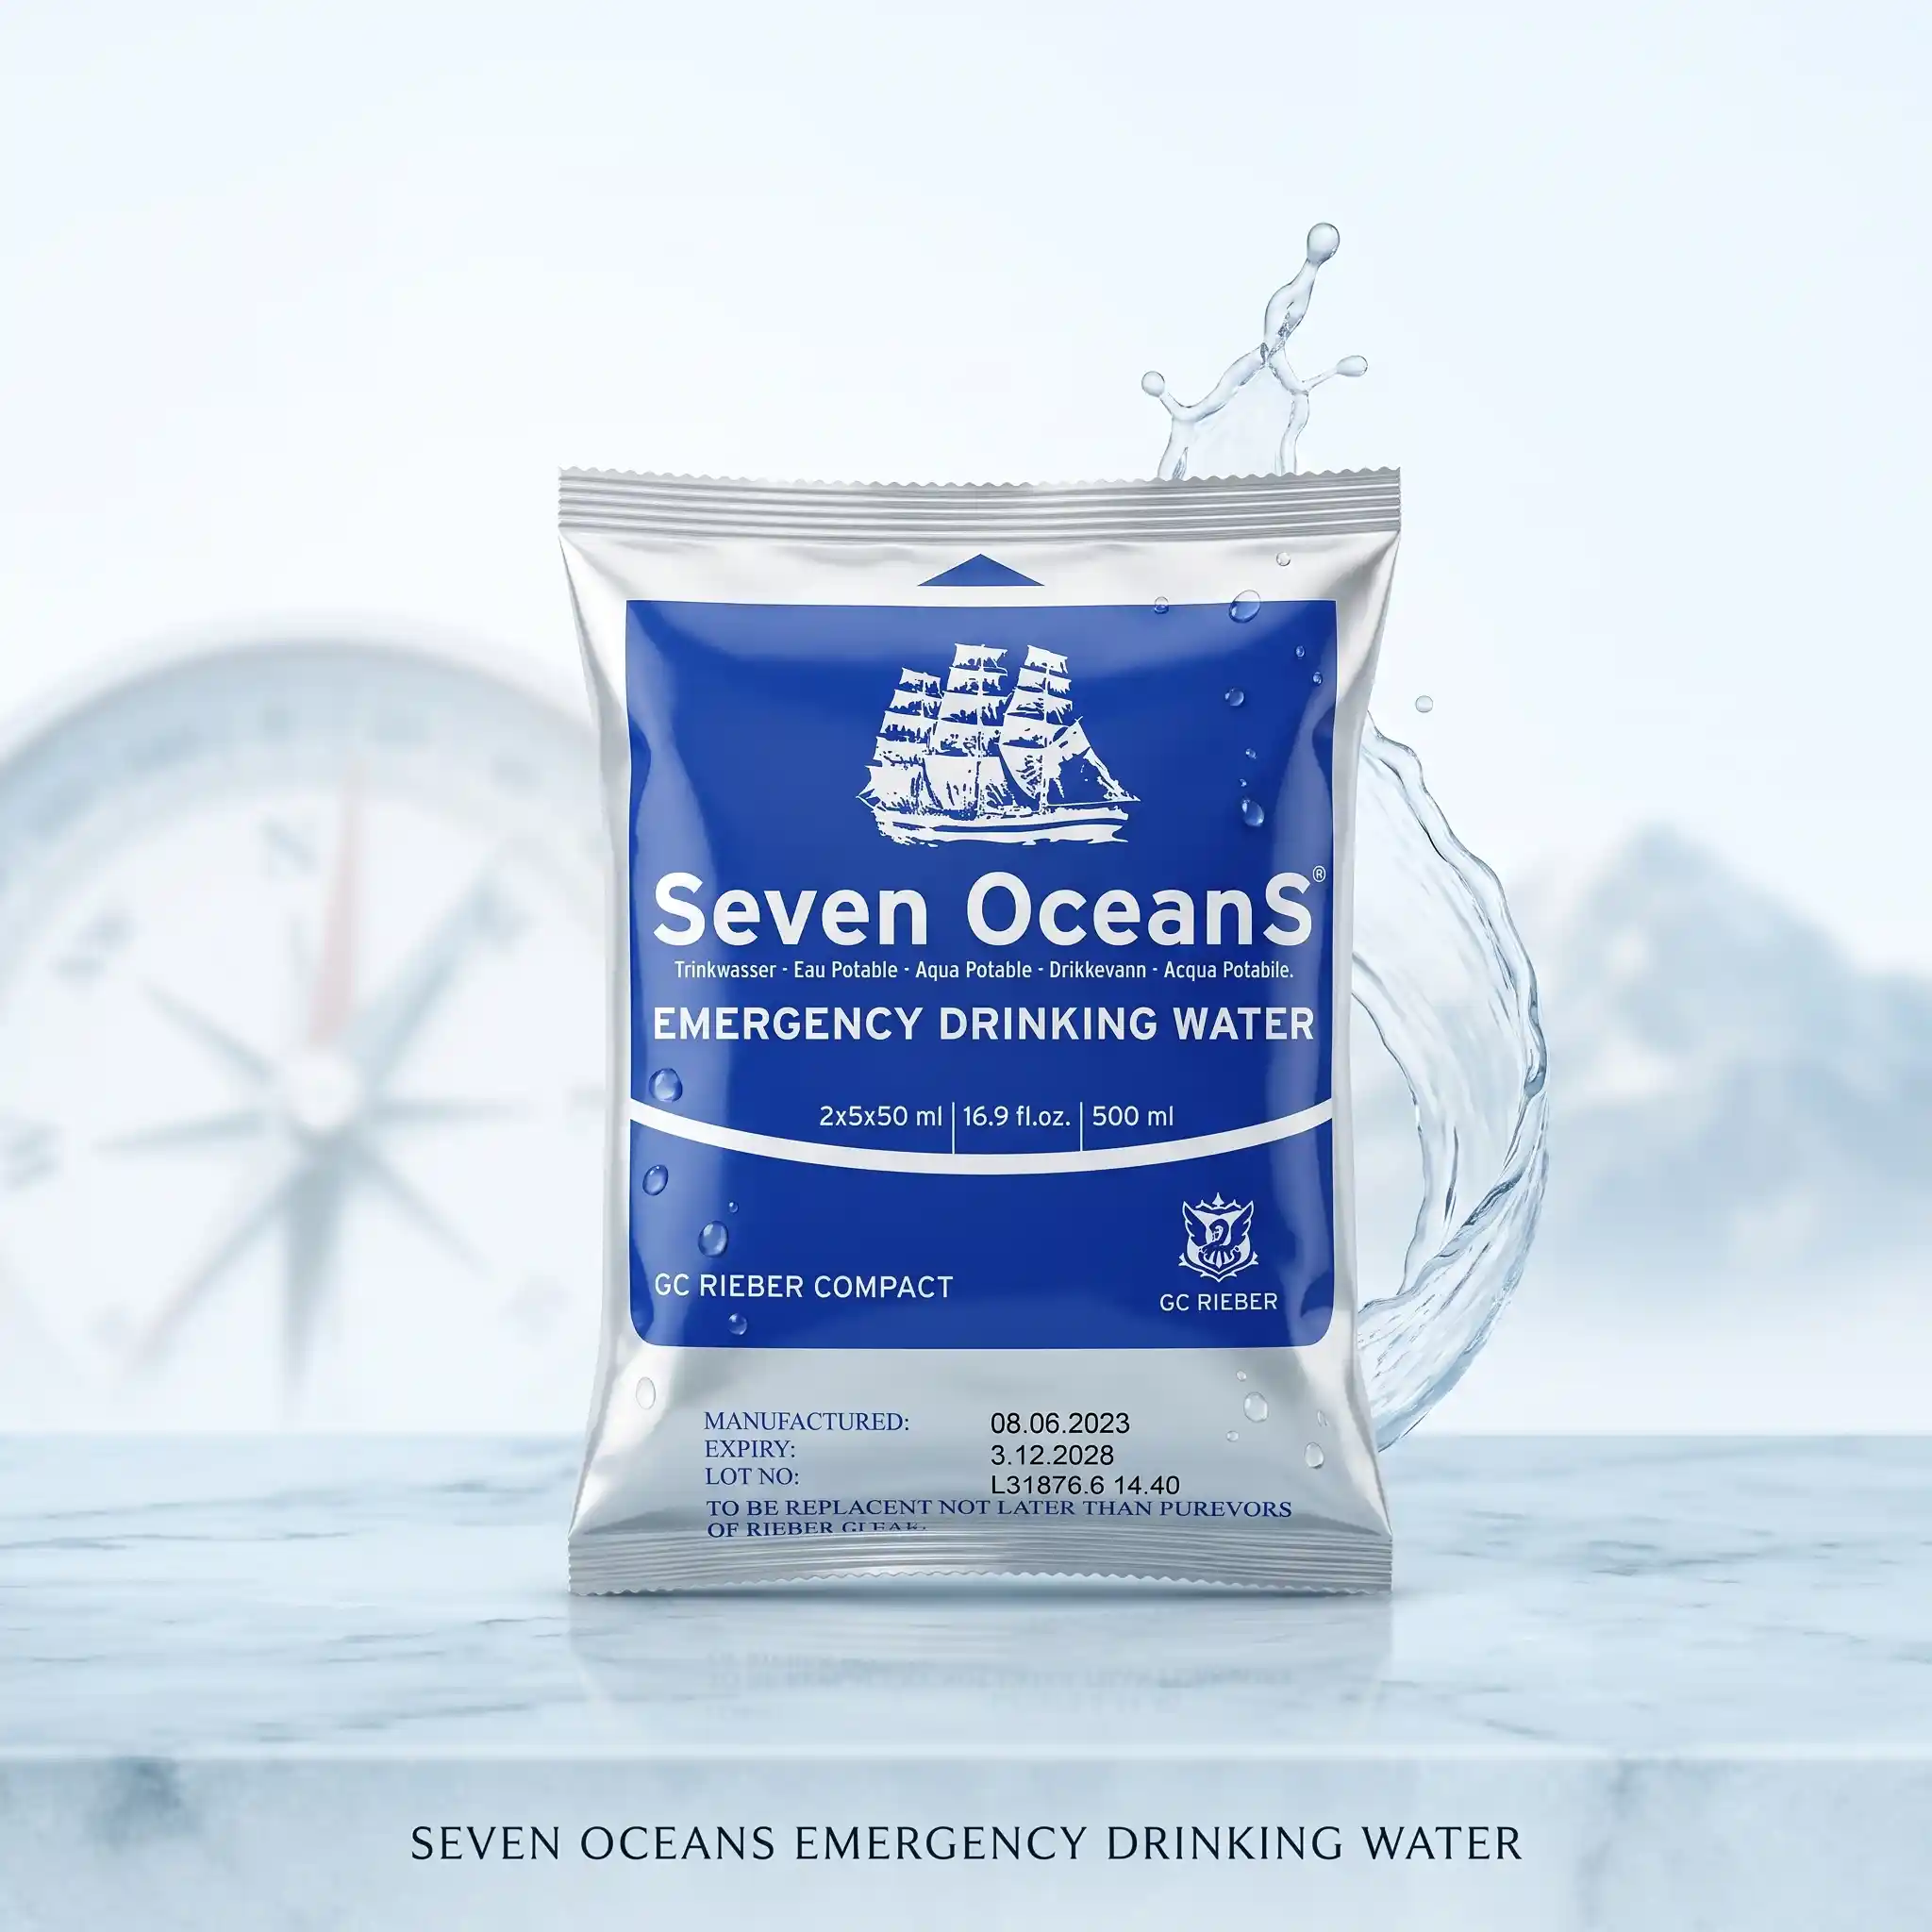 Seven OceanS®
Trinkwasser - Eau Potable - Aqua Potable - Drikkevann - Acqua Potabile.
EMERGENCY DRINKING WATER
2x5x50 ml | 16.9 fl.oz. | 500 ml
GC RIEBER COMPACT
GC RIEBER
MANUFACTURED: 08.06.2023
EXPIRY: 3.12.2028
LOT NO: L31876.6 14.40
TO BE REPLACENT NOT LATER THAN PUREVORS
OF RIEBER
SEVEN OCEANS EMERGENCY DRINKING WATER